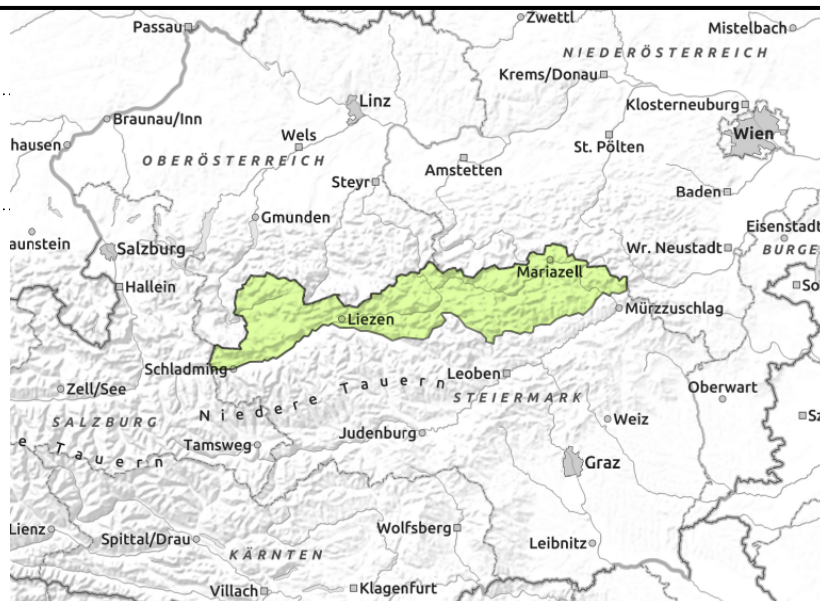 Zwettl
Passau
Mistelbach
NIEDERÖSTERREICH
Krems/Donau
Linz
Klosterneuburg
Braunau/Inn
hausen
Wels
Wien
St. Pölten
OBERÖSTERREICH
Amstetten
Steyr
Baden
Gmunden
Eisenstadt
aunstein
Salzburg
Wr. Neustadt
BURGE
Mariazell
Hallein
So
Mürzzuschlag
Liezen
Schladming
Leoben
Zell/See
Niedere Tauern
Oberwart
STEIERMARK
SALZBURG
Weiz
Sz
Judenburg
Tamsweg
e Tauern
Graz
Lienz
Spittal/Drau
Wolfsberg
Leibnitz
KÄRNTEN
Villach
Klagenfurt